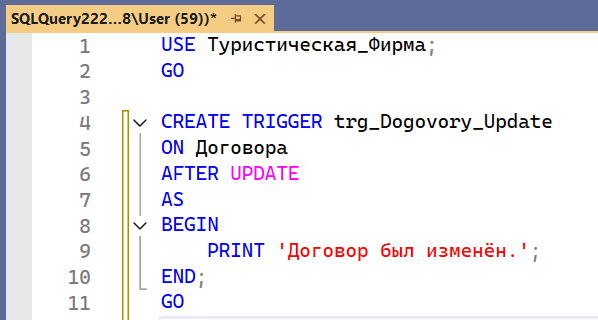 SQLQuery222...8\User (59))*
1 USE Туристическая_Фирма;
2 GO
3
4 CREATE TRIGGER trg_Dogovory_Update
5 ON Договора
6 AFTER UPDATE
7 AS
8 BEGIN
9 PRINT 'Договор был изменён.';
10 END;
11 GO